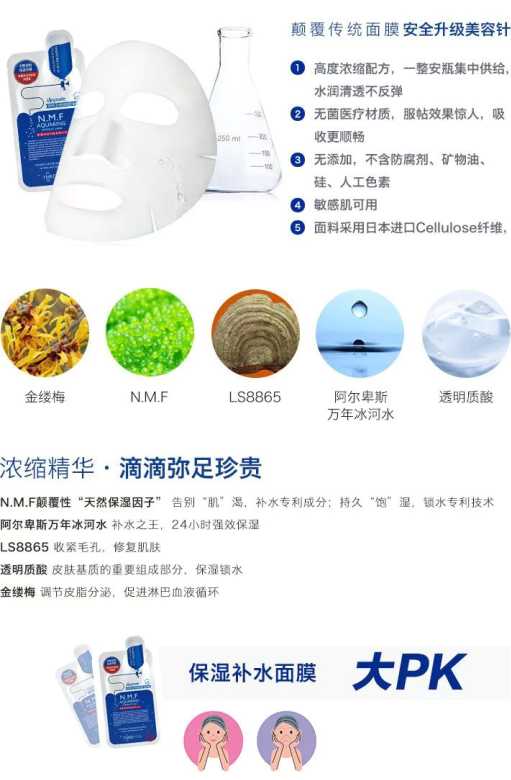 颠覆传统面膜安全升级美容针
1 高度浓缩配方，一整安瓶集中供给，
水润清透不反弹
2 无菌医疗材质，服帖效果惊人，吸
收更顺畅
3 无添加，不含防腐剂、矿物油、
硅、人工色素
4 敏感肌可用
5 面料采用日本进口Cellulose纤维，
N.M.F
AQUARING
250 ml
金缕梅
N.M.F
LS8865
阿尔卑斯
万年冰河水
透明质酸
浓缩精华·滴滴弥足珍贵
N.M.F颠覆性“天然保湿因子” 告别“肌”渴，补水专利成分；持久“饱”湿，锁水专利技术
阿尔卑斯万年冰河水 补水之王，24小时强效保湿
LS8865 收紧毛孔，修复肌肤
透明质酸 皮肤基质的重要组成部分，保湿锁水
金缕梅 调节皮脂分泌，促进淋巴血液循环
N.M.F
AQUARING
保湿补水面膜 大PK